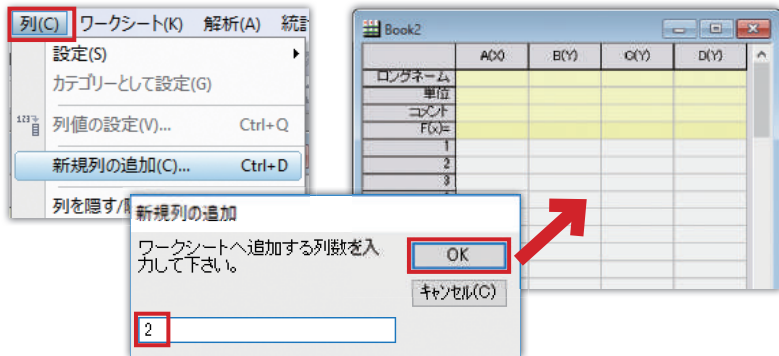 列(C) ワークシート(K) 解析(A) 統計
設定(S)
カテゴリーとして設定(G)
列値の設定(V)... Ctrl+Q
新規列の追加(C)... Ctrl+D
列を隠す/
新規列の追加
ワークシートへ追加する列数を入
力して下さい。
2
OK
キャンセル(C)
Book2
A(X) B(Y) C(Y) D(Y)
ロングネーム
単位
コメント
F(x)=
1
2
3